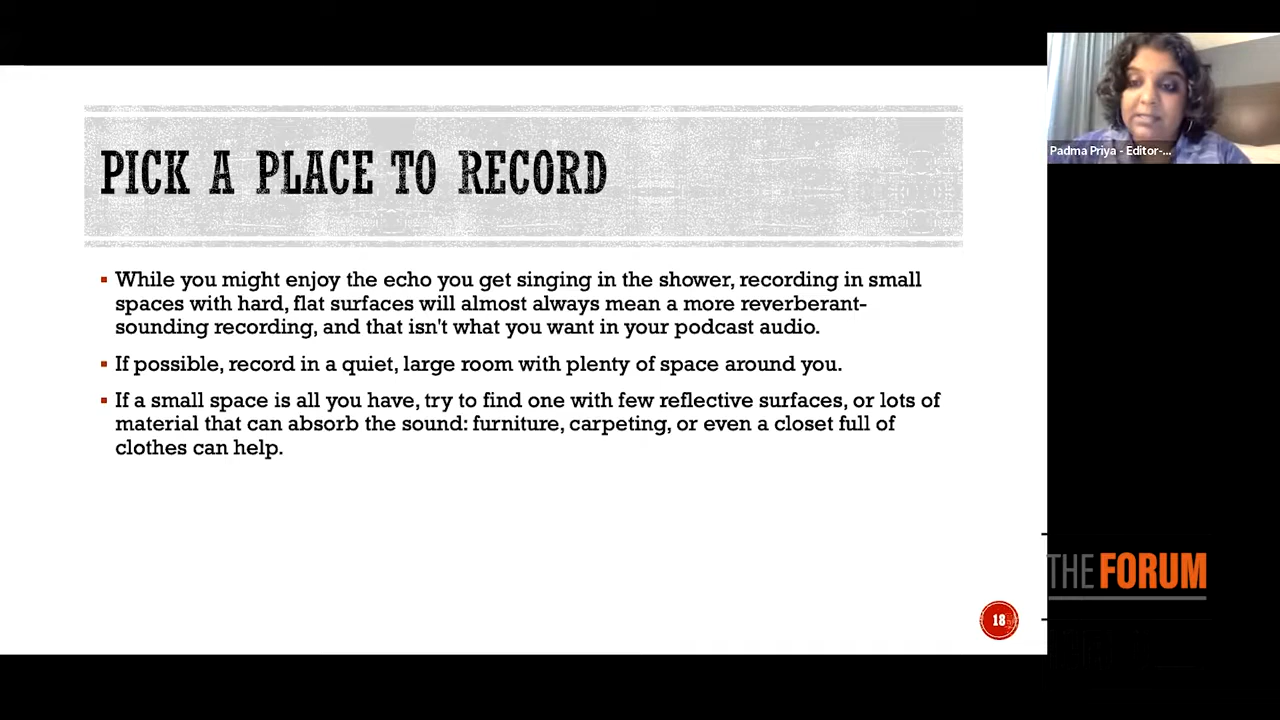 PICK A PLACE TO RECORD
▪ While you might enjoy the echo you get singing in the shower, recording in small
spaces with hard, flat surfaces will almost always mean a more reverberant-
sounding recording, and that isn't what you want in your podcast audio.
▪ If possible, record in a quiet, large room with plenty of space around you.
▪ If a small space is all you have, try to find one with few reflective surfaces, or lots of
material that can absorb the sound: furniture, carpeting, or even a closet full of
clothes can help.
18
Padma Priya - Editor-...
THE FORUM